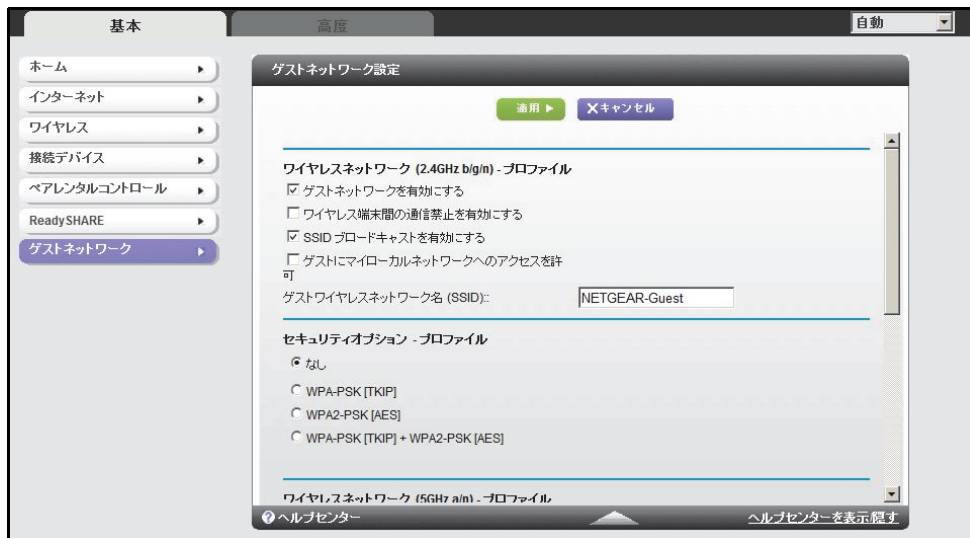 基本
高度
自動
ホーム
インターネット
ワイヤレス
接続デバイス
ペアレンタルコントロール
ReadySHARE
ゲストネットワーク
ゲストネットワーク設定
適用
キャンセル
ワイヤレスネットワーク (2.4GHz b/g/n) - プロファイル
ゲストネットワークを有効にする
ワイヤレス端末間の通信禁止を有効にする
SSID ブロードキャストを有効にする
ゲストにマイローカルネットワークへのアクセスを許
可
ゲストワイヤレスネットワーク名 (SSID)::
NETGEAR-Guest
セキュリティオプション - プロファイル
なし
WPA-PSK [TKIP]
WPA2-PSK [AES]
WPA-PSK [TKIP] + WPA2-PSK [AES]
ワイヤレスネットワーク (5GHz a/n) - プロファイル
ヘルプセンター
ヘルプセンターを表示/隠す